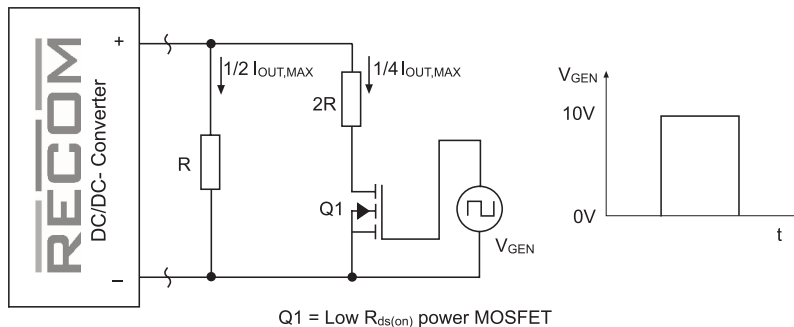 RECOM
DC/DC- Converter
+
–
1/2 IOUT,MAX
1/4 IOUT,MAX
R
2R
Q1
VGEN
VGEN
10V
0V
t
Q1 = Low Rds(on) power MOSFET